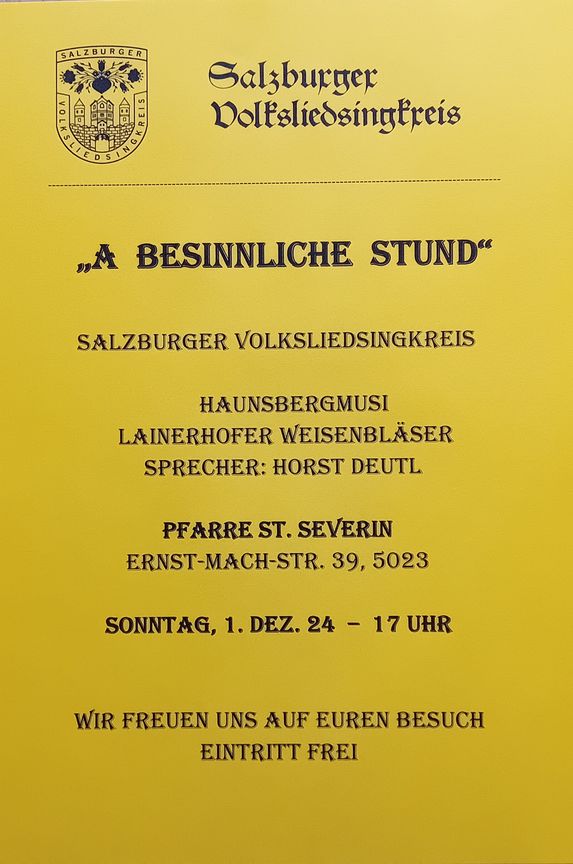 SALZBURGER
VOLKSLIEDSINGKREIS
Salzburger
Volksliedsingkreis
„A BESINNLICHE STUND“
SALZBURGER VOLKSLIEDSINGKREIS
HAUNSBERGMUSI
LAINERHOFER WEISENBLÄSER
SPRECHER: HORST DEUTL
PFARRE ST. SEVERIN
ERNST-MACH-STR. 39, 5023
SONNTAG, 1. DEZ. 24 – 17 UHR
WIR FREUEN UNS AUF EUREN BESUCH
EINTRITT FREI